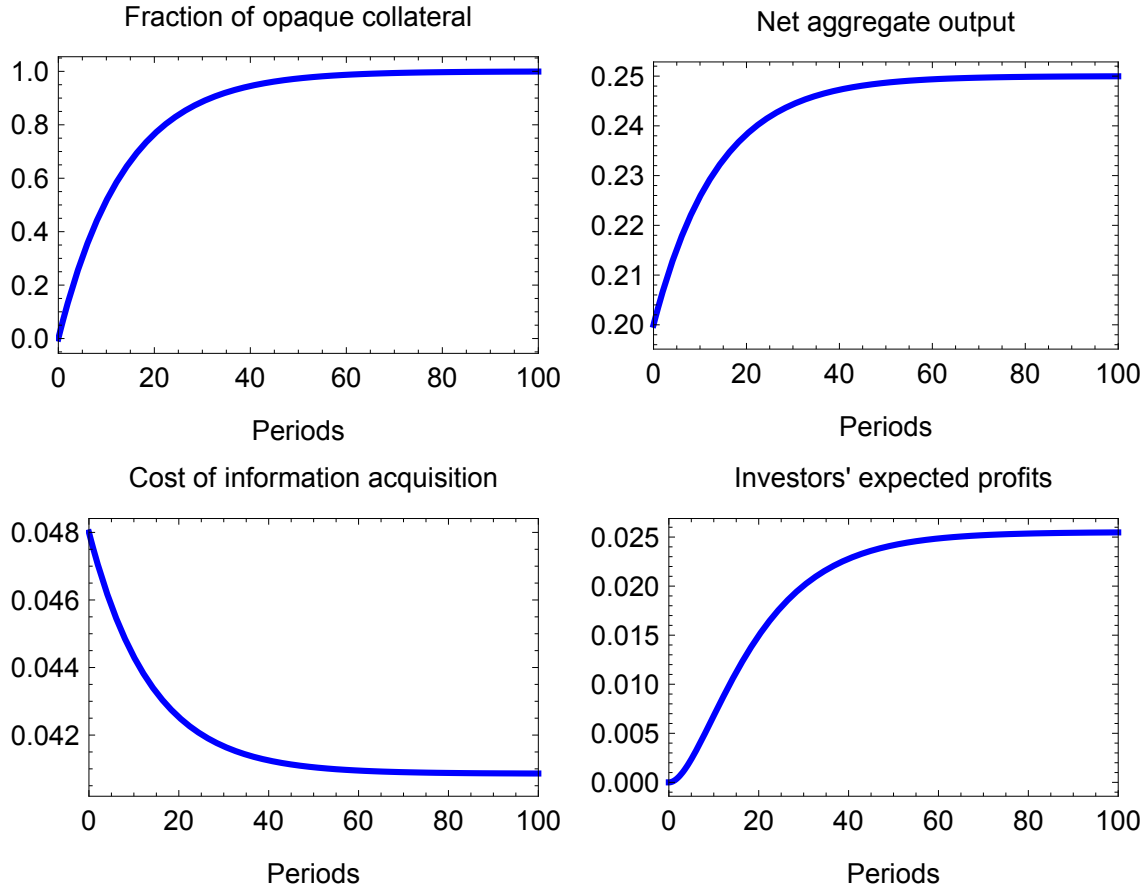 Fraction of opaque collateral
1.0
0.8
0.6
0.4
0.2
0.0
0 20 40 60 80 100
Periods
Net aggregate output
0.25
0.24
0.23
0.22
0.21
0.20
0 20 40 60 80 100
Periods
Cost of information acquisition
0.048
0.046
0.044
0.042
0 20 40 60 80 100
Periods
Investors' expected profits
0.025
0.020
0.015
0.010
0.005
0.000
0 20 40 60 80 100
Periods